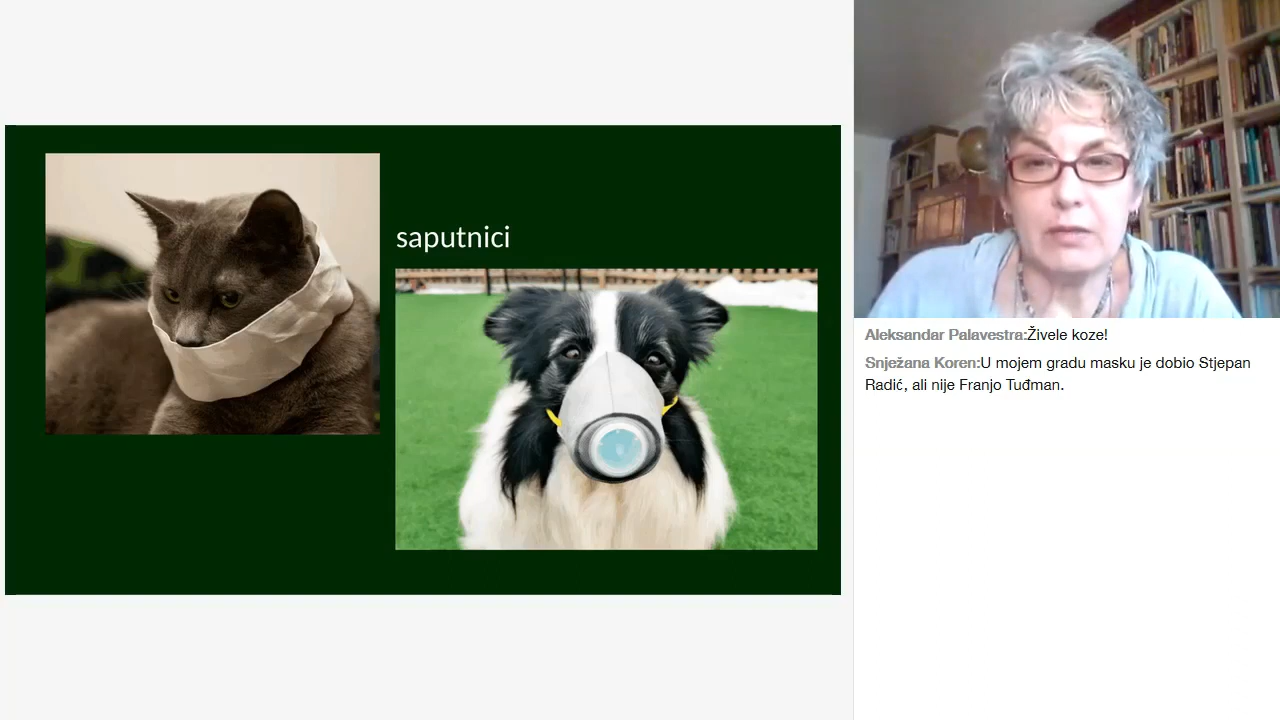 saputnici
Aleksandar Palavestra:Živele koze!
Snježana Koren:U mojem gradu masku je dobio Stjepan
Radić, ali nije Franjo Tuđman.